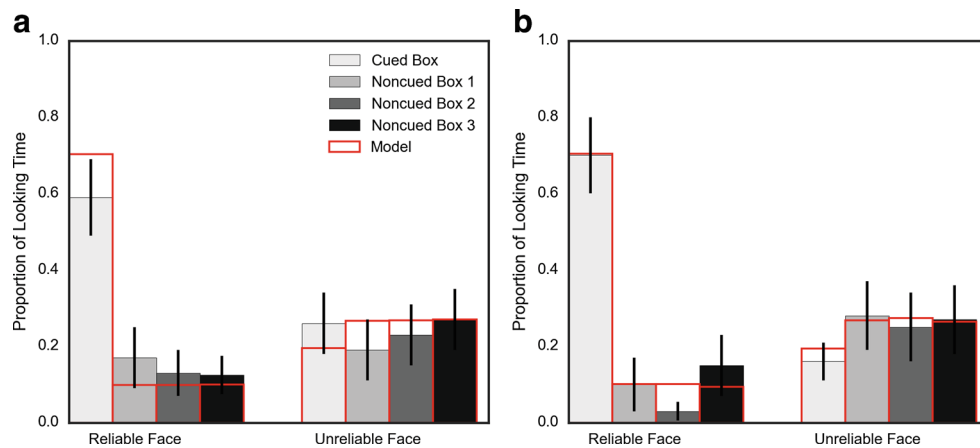 a
1.0
0.8
0.6
0.4
0.2
0.0
Proportion of Looking Time
Cued Box
Noncued Box 1
Noncued Box 2
Noncued Box 3
Model
Reliable Face
Unreliable Face
b
1.0
0.8
0.6
0.4
0.2
0.0
Proportion of Looking Time
Reliable Face
Unreliable Face